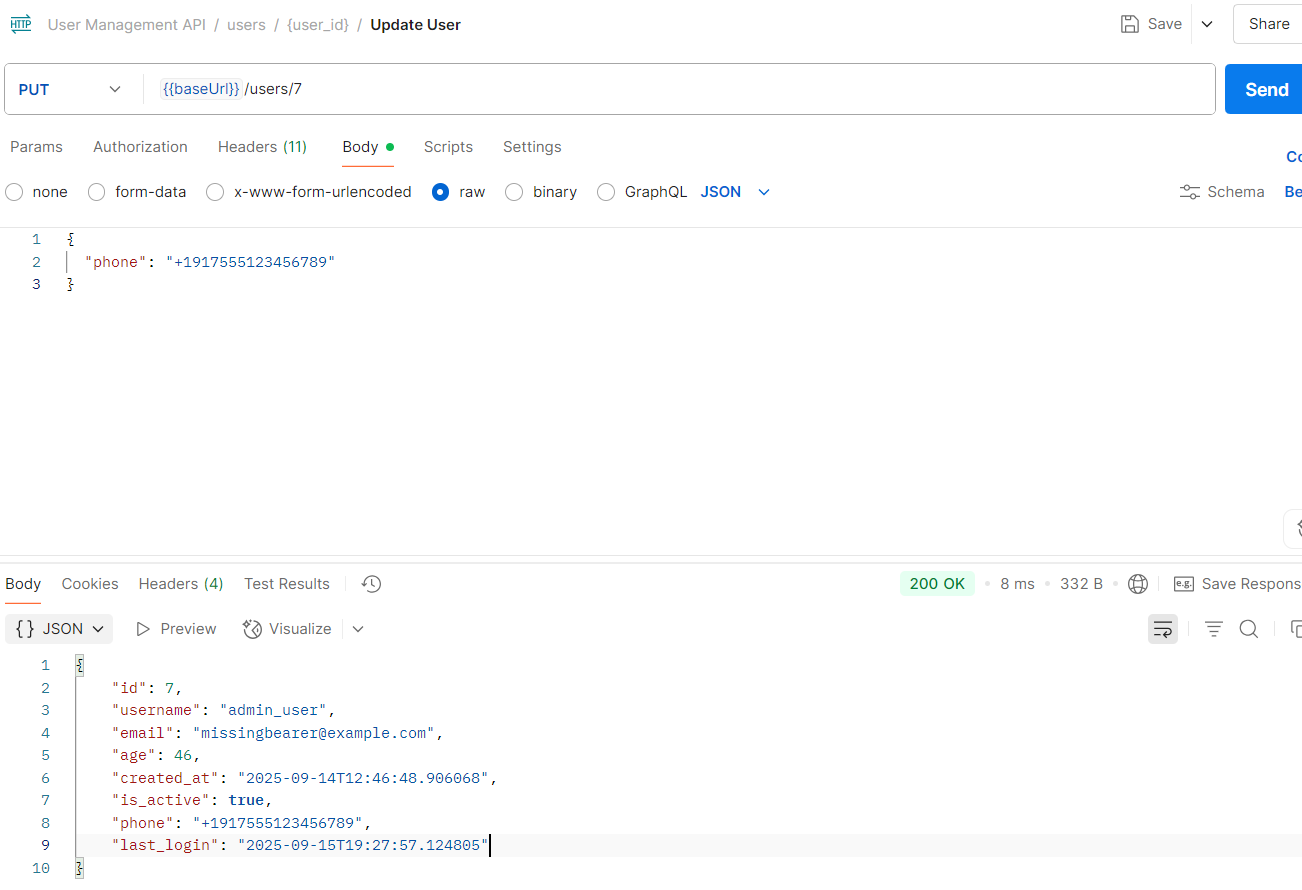 HTTP User Management API / users / {user_id} / Update User Save Share
PUT {{baseUrl}} /users/7 Send
Params Authorization Headers (11) Body Scripts Settings
none form-data x-www-form-urlencoded raw binary GraphQL JSON Schema
1 {
2 "phone": "+1917555123456789"
3 }
Body Cookies Headers (4) Test Results 200 OK 8 ms 332 B e.g. Save Respons
{} JSON Preview Visualize
1 {
2 "id": 7,
3 "username": "admin_user",
4 "email": "missingbearer@example.com",
5 "age": 46,
6 "created_at": "2025-09-14T12:46:48.906068",
7 "is_active": true,
8 "phone": "+1917555123456789",
9 "last_login": "2025-09-15T19:27:57.124805"
10 }